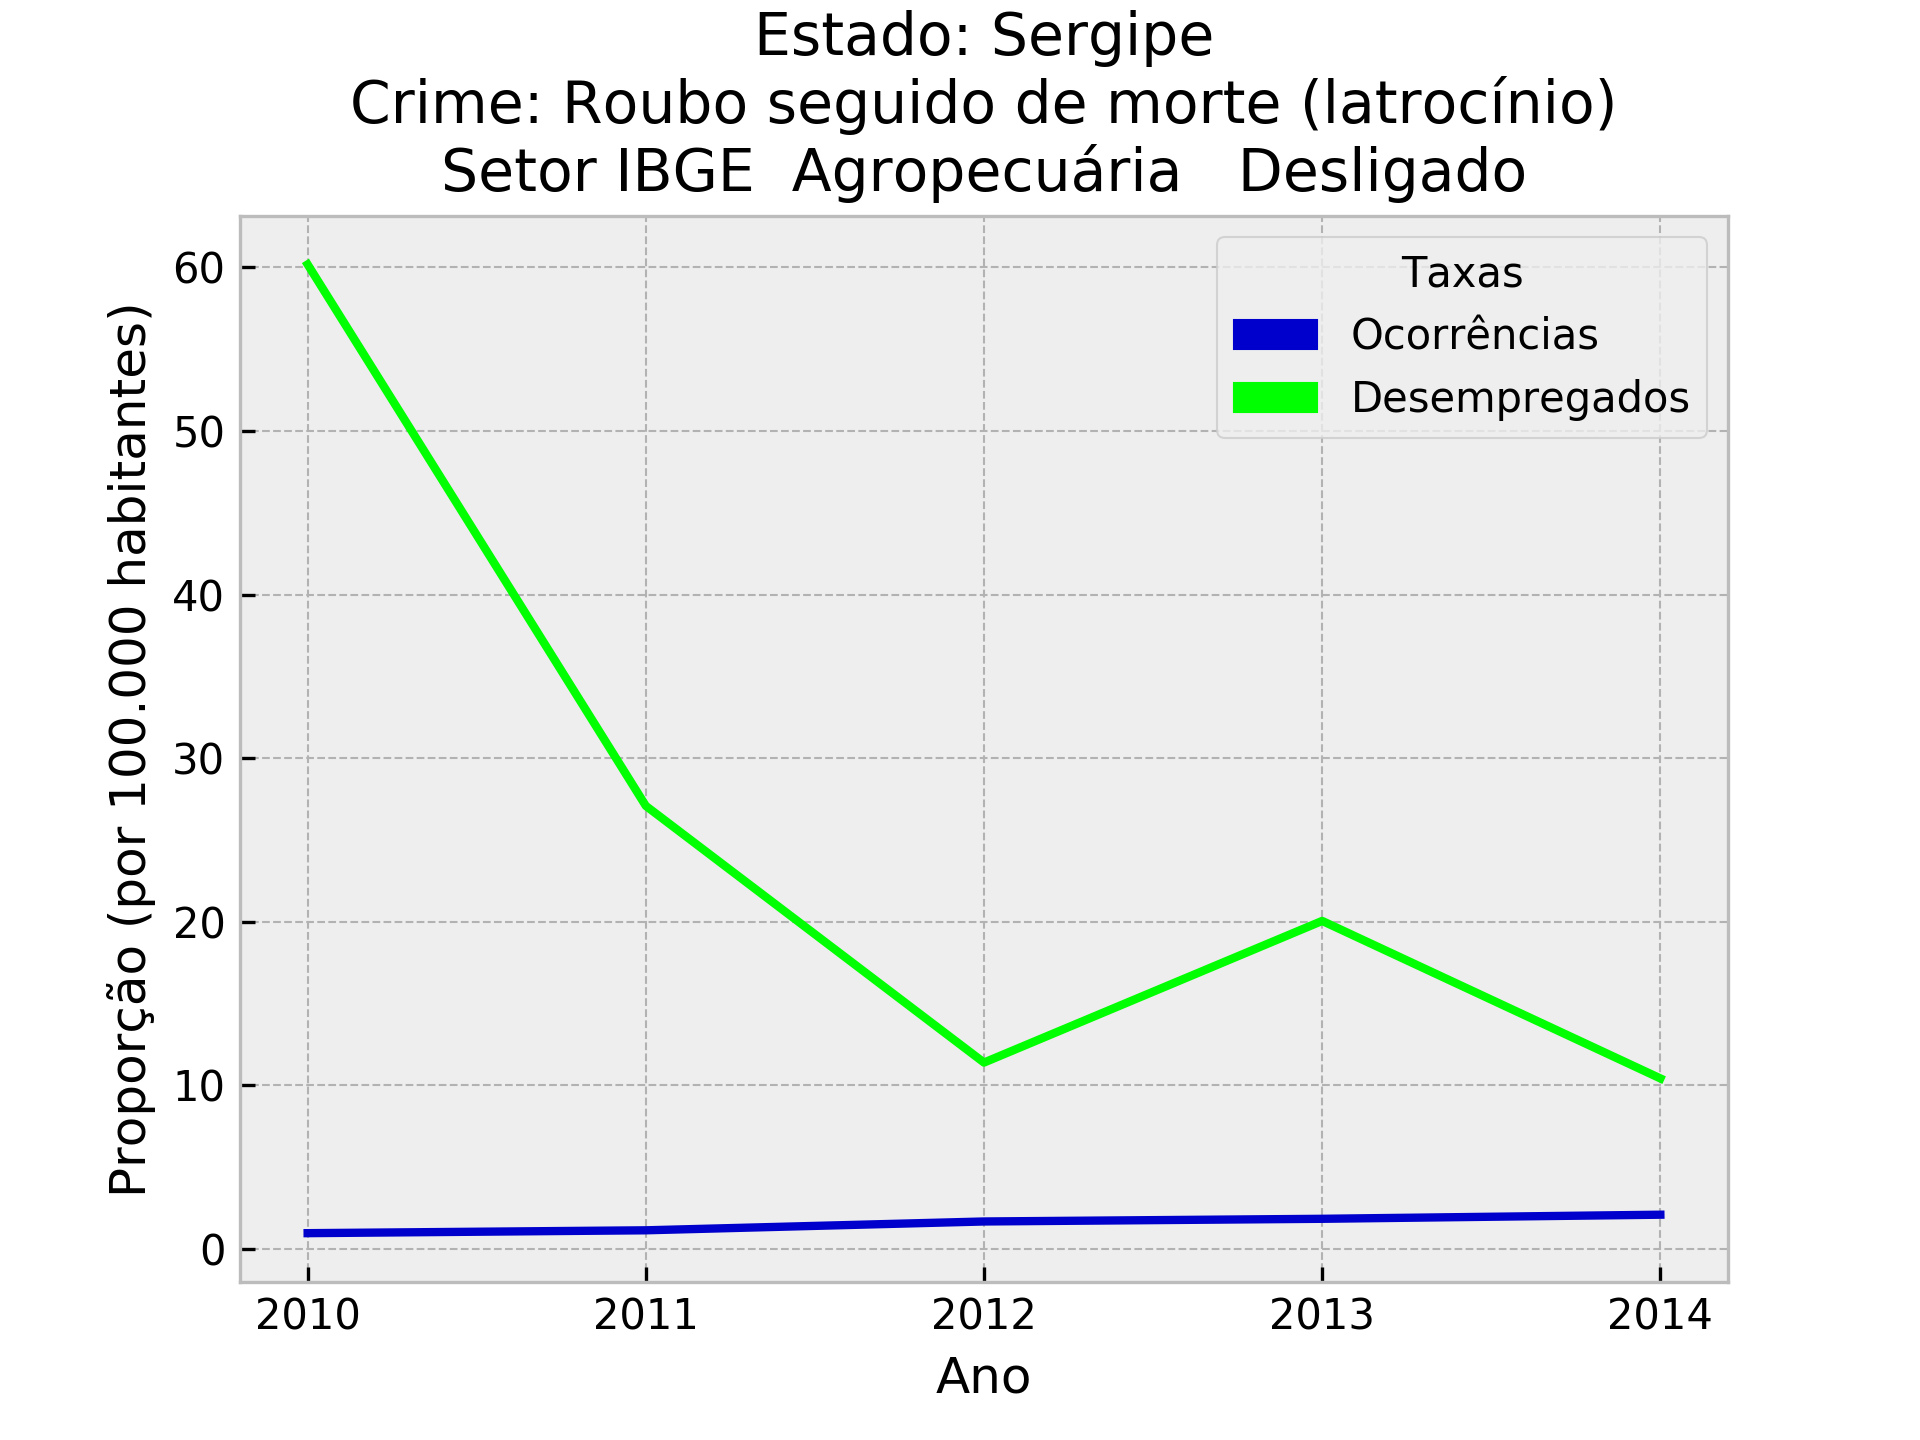 Estado: Sergipe
Crime: Roubo seguido de morte (latrocínio)
Setor IBGE  Agropecuária   Desligado
Taxas
Ocorrências
Desempregados
Proporção (por 100.000 habitantes)
60
50
40
30
20
10
0
2010 2011 2012 2013 2014
Ano